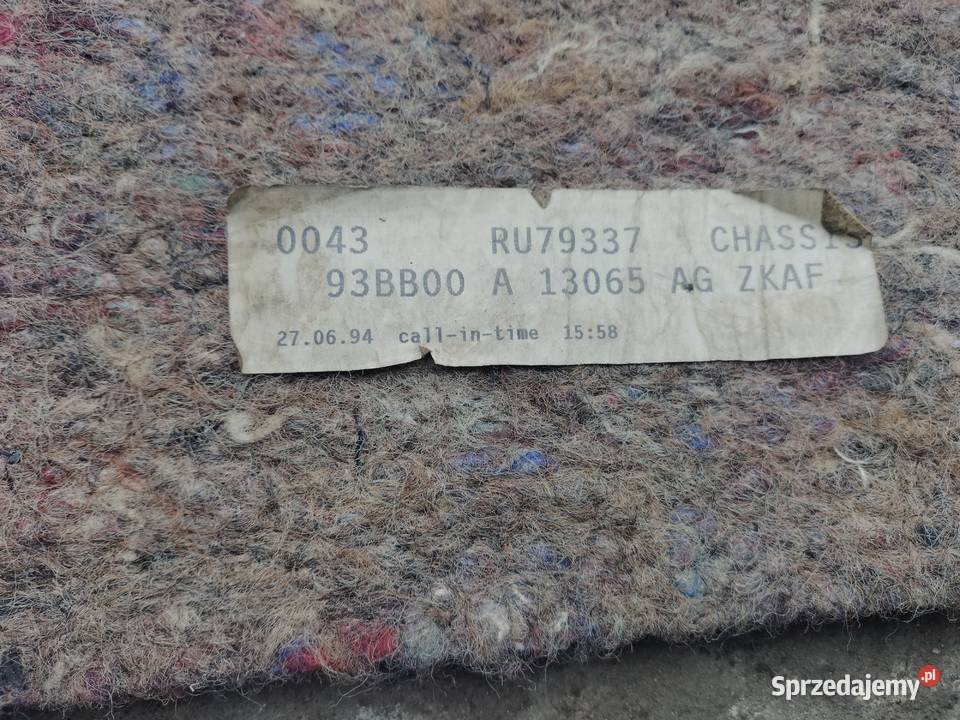 0043 RU79337 CHASSIS
93BB00 A 13065 AG ZKAF
27.06.94 call-in-time 15:58
Sprzedajemy.pl